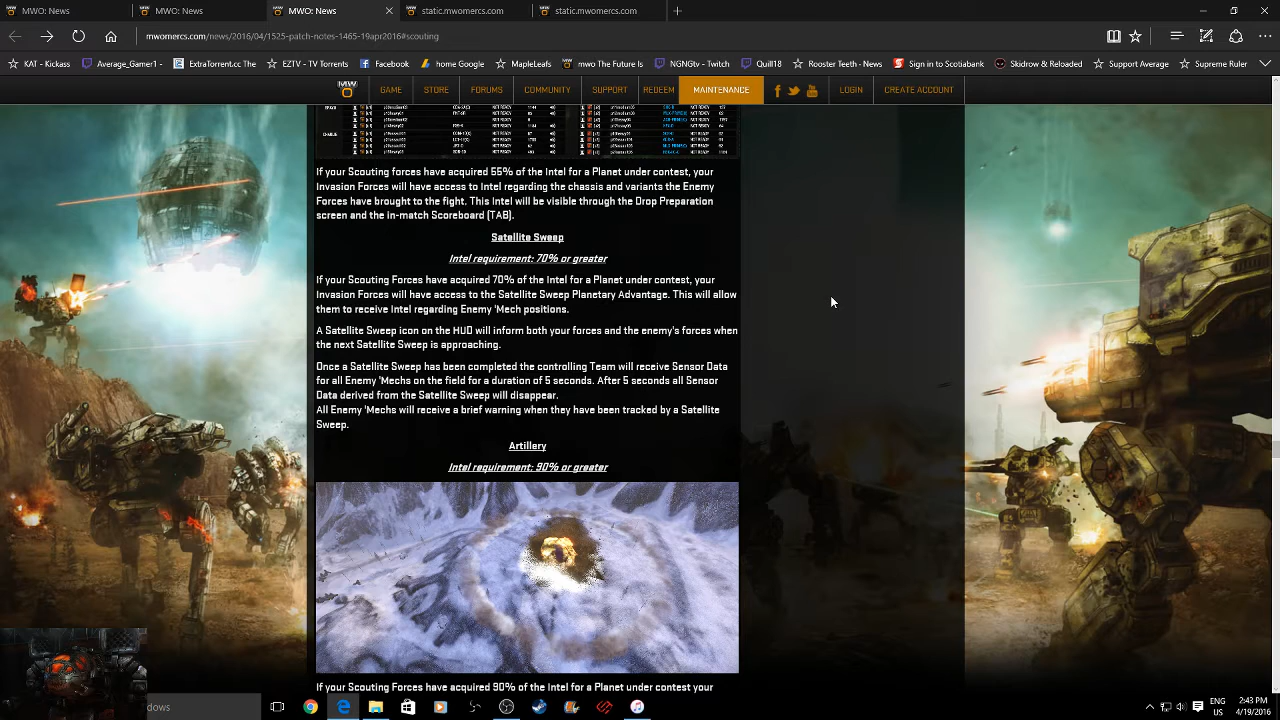 MWO: News
MWO: News
MWO: News
static.mwomercs.com
static.mwomercs.com
mwomercs.com/news/2016/04/1525-patch-notes-1465-19apr2016#scouting
KAT - Kickass
Average_Gamer1 -
ExtraTorrent.cc The
EZTV - TV Torrents
Facebook
home Google
MapleLeafs
mwo The Future Is
NGNGtv - Twitch
Quill18
Rooster Teeth - News
Sign in to Scotiabank
Skidrow & Reloaded
Support Average
Supreme Ruler
MW
GAME
STORE
FORUMS
COMMUNITY
SUPPORT
REDEEM
MAINTENANCE
LOGIN
CREATE ACCOUNT
CHARLIE
If your Scouting forces have acquired 55% of the Intel for a Planet under contest, your
Invasion Forces will have access to Intel regarding the chassis and variants the Enemy
Forces have brought to the fight. This Intel will be visible through the Drop Preparation
screen and the in-match Scoreboard (TAB).
Satellite Sweep
Intel requirement: 70% or greater
If your Scouting Forces have acquired 70% of the Intel for a Planet under contest, your
Invasion Forces will have access to the Satellite Sweep Planetary Advantage. This will allow
them to receive Intel regarding Enemy 'Mech positions.
A Satellite Sweep icon on the HUD will inform both your forces and the enemy's forces when
the next Satellite Sweep is approaching.
Once a Satellite Sweep has been completed the controlling Team will receive Sensor Data
for all Enemy 'Mechs on the field for a duration of 5 seconds. After 5 seconds all Sensor
Data derived from the Satellite Sweep will disappear.
All Enemy 'Mechs will receive a brief warning when they have been tracked by a Satellite
Sweep.
Artillery
Intel requirement: 90% or greater
If your Scouting Forces have acquired 90% of the Intel for a Planet under contest your
dows
ENG
US
2:43 PM
4/19/2016